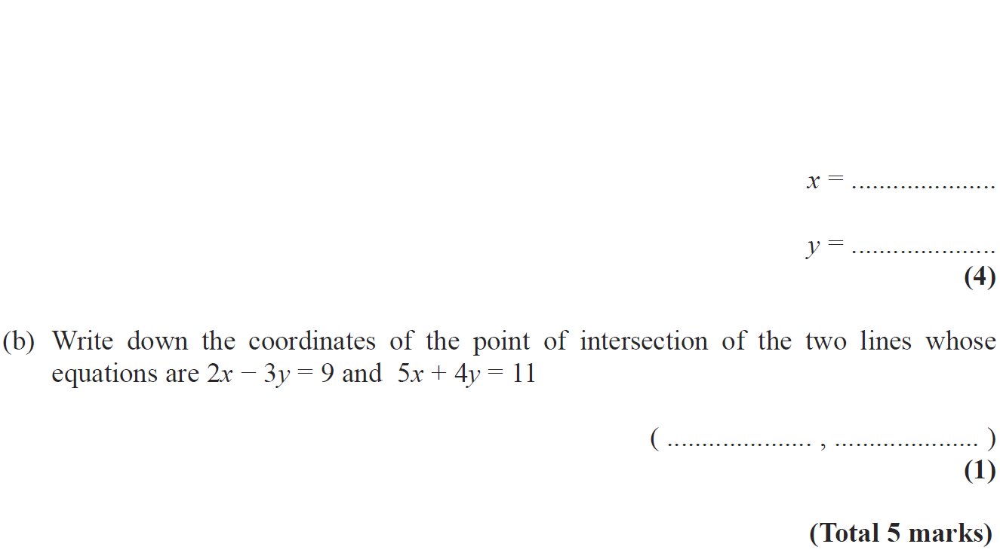 x = .....................
y = .....................
(4)
(b) Write down the coordinates of the point of intersection of the two lines whose
equations are 2x − 3y = 9 and 5x + 4y = 11
( ..................... , ..................... )
(1)
(Total 5 marks)